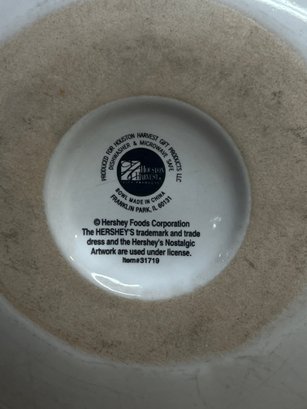 PRODUCED FOR HOUSTON HARVEST GIFT PRODUCTS LLC
DISHWASHER & MICROWAVE SAFE
HOUSTON
HARVEST
BOWL MADE IN CHINA
FRANKLIN PARK, IL 60131
© Hershey Foods Corporation
The HERSHEY'S trademark and trade
dress and the Hershey's Nostalgic
Artwork are used under license.
Item#31719